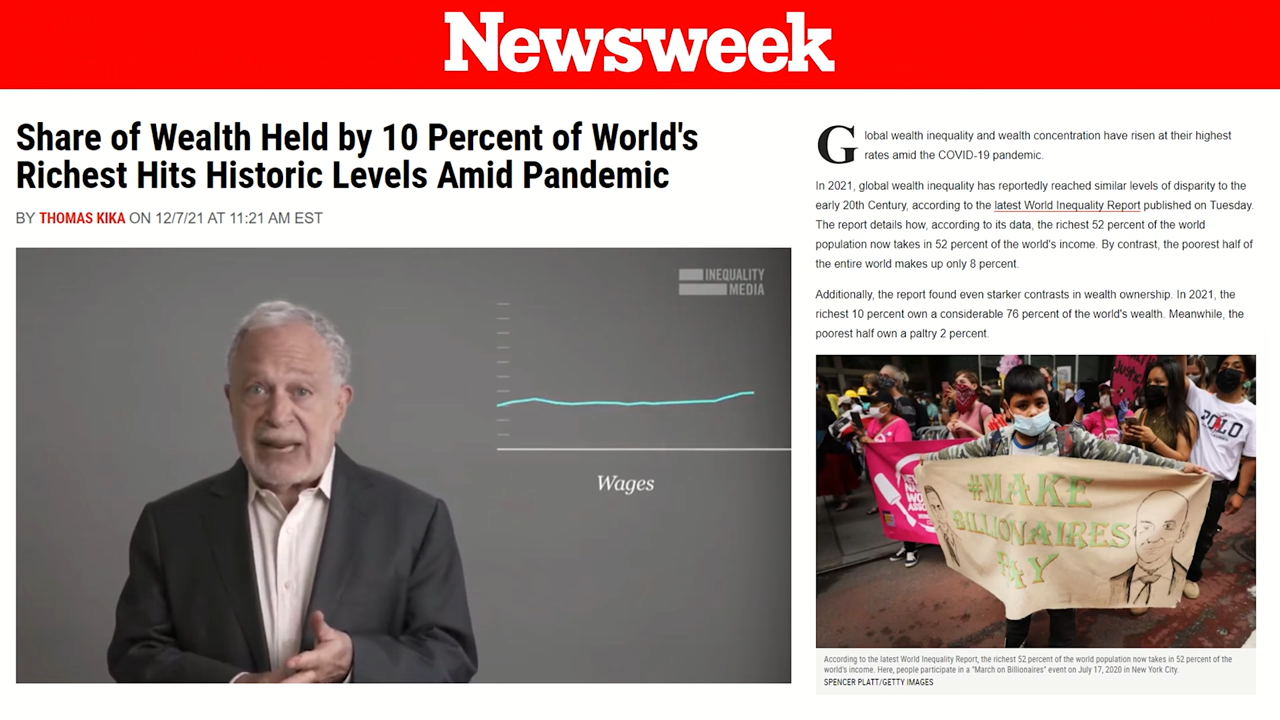 Newsweek
Share of Wealth Held by 10 Percent of World's
Richest Hits Historic Levels Amid Pandemic
BY THOMAS KIKA ON 12/7/21 AT 11:21 AM EST
INEQUALITY
MEDIA
Wages
Global wealth inequality and wealth concentration have risen at their highest
rates amid the COVID-19 pandemic.
In 2021, global wealth inequality has reportedly reached similar levels of disparity to the
early 20th Century, according to the latest World Inequality Report published on Tuesday.
The report details how, according to its data, the richest 52 percent of the world
population now takes in 52 percent of the world's income. By contrast, the poorest half of
the entire world makes up only 8 percent.
Additionally, the report found even starker contrasts in wealth ownership. In 2021, the
richest 10 percent own a considerable 76 percent of the world's wealth. Meanwhile, the
poorest half own a paltry 2 percent.
POLO
#MAKE
BILLIONAIRES
PAY
According to the latest World Inequality Report, the richest 52 percent of the world population now takes in 52 percent of the
world's income. Here, people participate in a "March on Billionaires" event on July 17, 2020 in New York City.
SPENCER PLATT/GETTY IMAGES